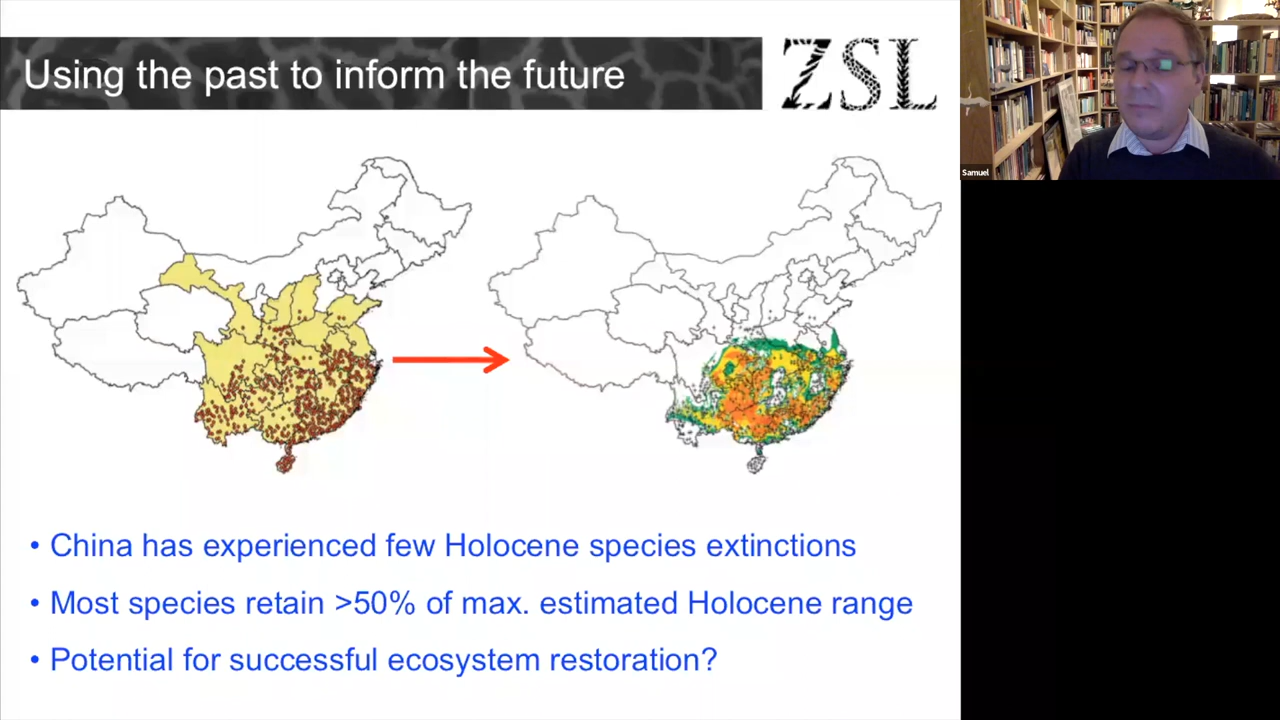 Using the past to inform the future
ZSL
Samuel
• China has experienced few Holocene species extinctions
• Most species retain >50% of max. estimated Holocene range
• Potential for successful ecosystem restoration?